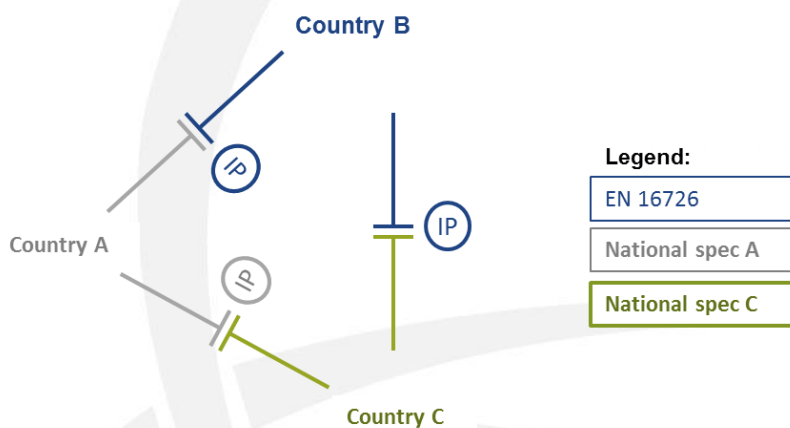 Country B
IP
Legend:
EN 16726
IP
National spec A
Country A
IP
National spec C
Country C